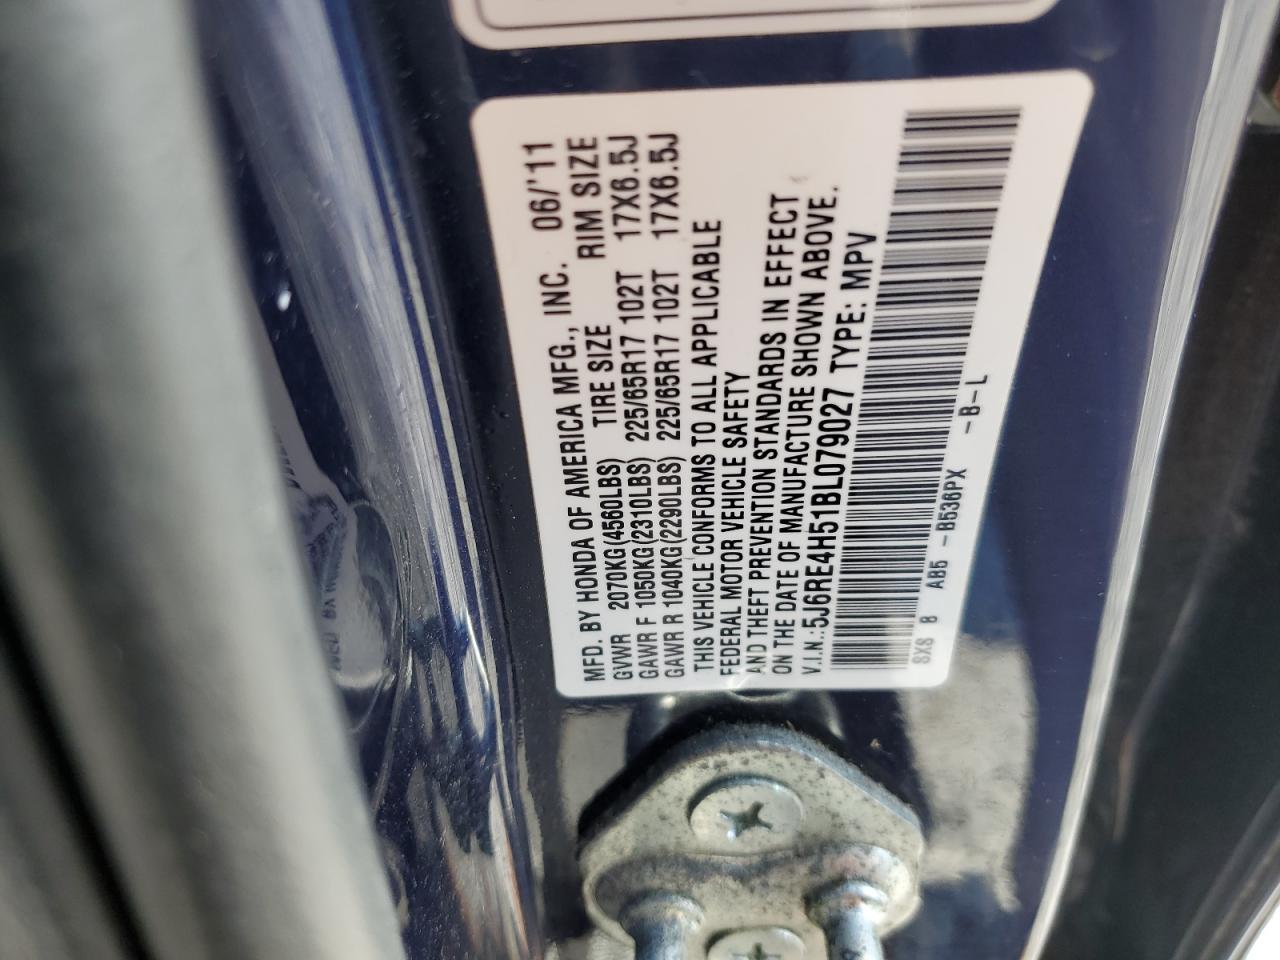 MFD. BY HONDA OF AMERICA MFG., INC. 06/'11
GVWR 2070KG(4560LBS) TIRE SIZE RIM SIZE
GAWR F 1050KG(2310LBS) 225/65R17 102T 17X6.5J
GAWR R 1040KG(2290LBS) 225/65R17 102T 17X6.5J
THIS VEHICLE CONFORMS TO ALL APPLICABLE
FEDERAL MOTOR VEHICLE SAFETY
AND THEFT PREVENTION STANDARDS IN EFFECT
ON THE DATE OF MANUFACTURE SHOWN ABOVE.
V.I.N.:5J6RE4H51BL079027 TYPE: MPV
8X8 B AB5 -B536PX -B-L